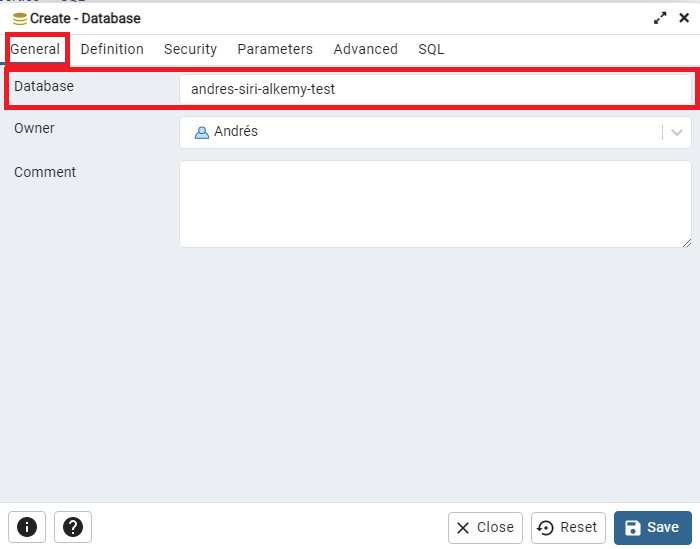 Create - Database
General Definition Security Parameters Advanced SQL
Database andres-siri-alkemy-test
Owner Andrés
Comment
Close Reset Save